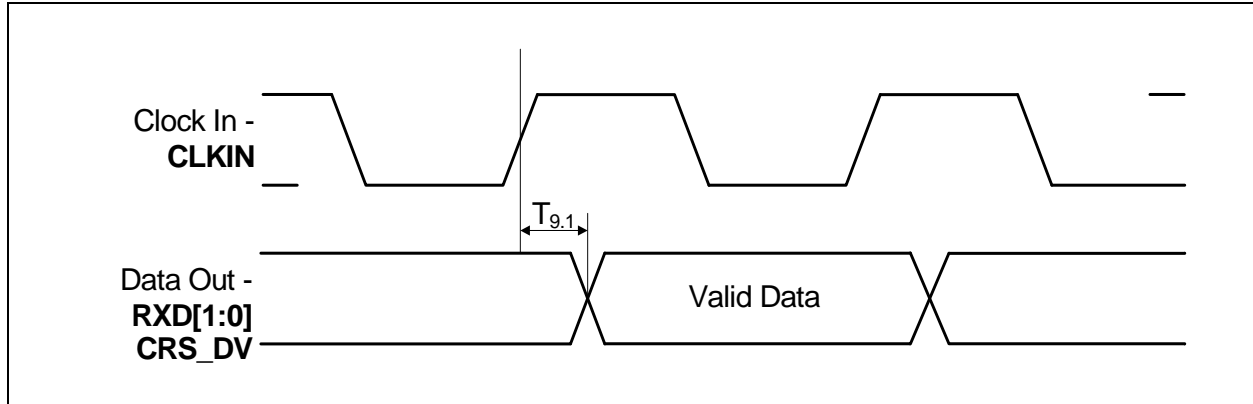 Clock In -
CLKIN
T9.1
Data Out -
RXD[1:0]
CRS_DV
Valid Data